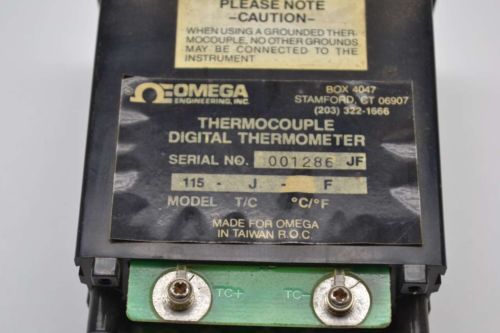 PLEASE NOTE
–CAUTION–
WHEN USING A GROUNDED THER-
MOCOUPLE, NO OTHER GROUNDS
MAY BE CONNECTED TO THE
INSTRUMENT
OMEGA
ENGINEERING, INC.
BOX 4047
STAMFORD, CT 06907
(203) 322-1666
THERMOCOUPLE
DIGITAL THERMOMETER
SERIAL NO. 001286 JF
115 - J - F
MODEL T/C °C/°F
MADE FOR OMEGA
IN TAIWAN R.O.C.
TC+ TC-